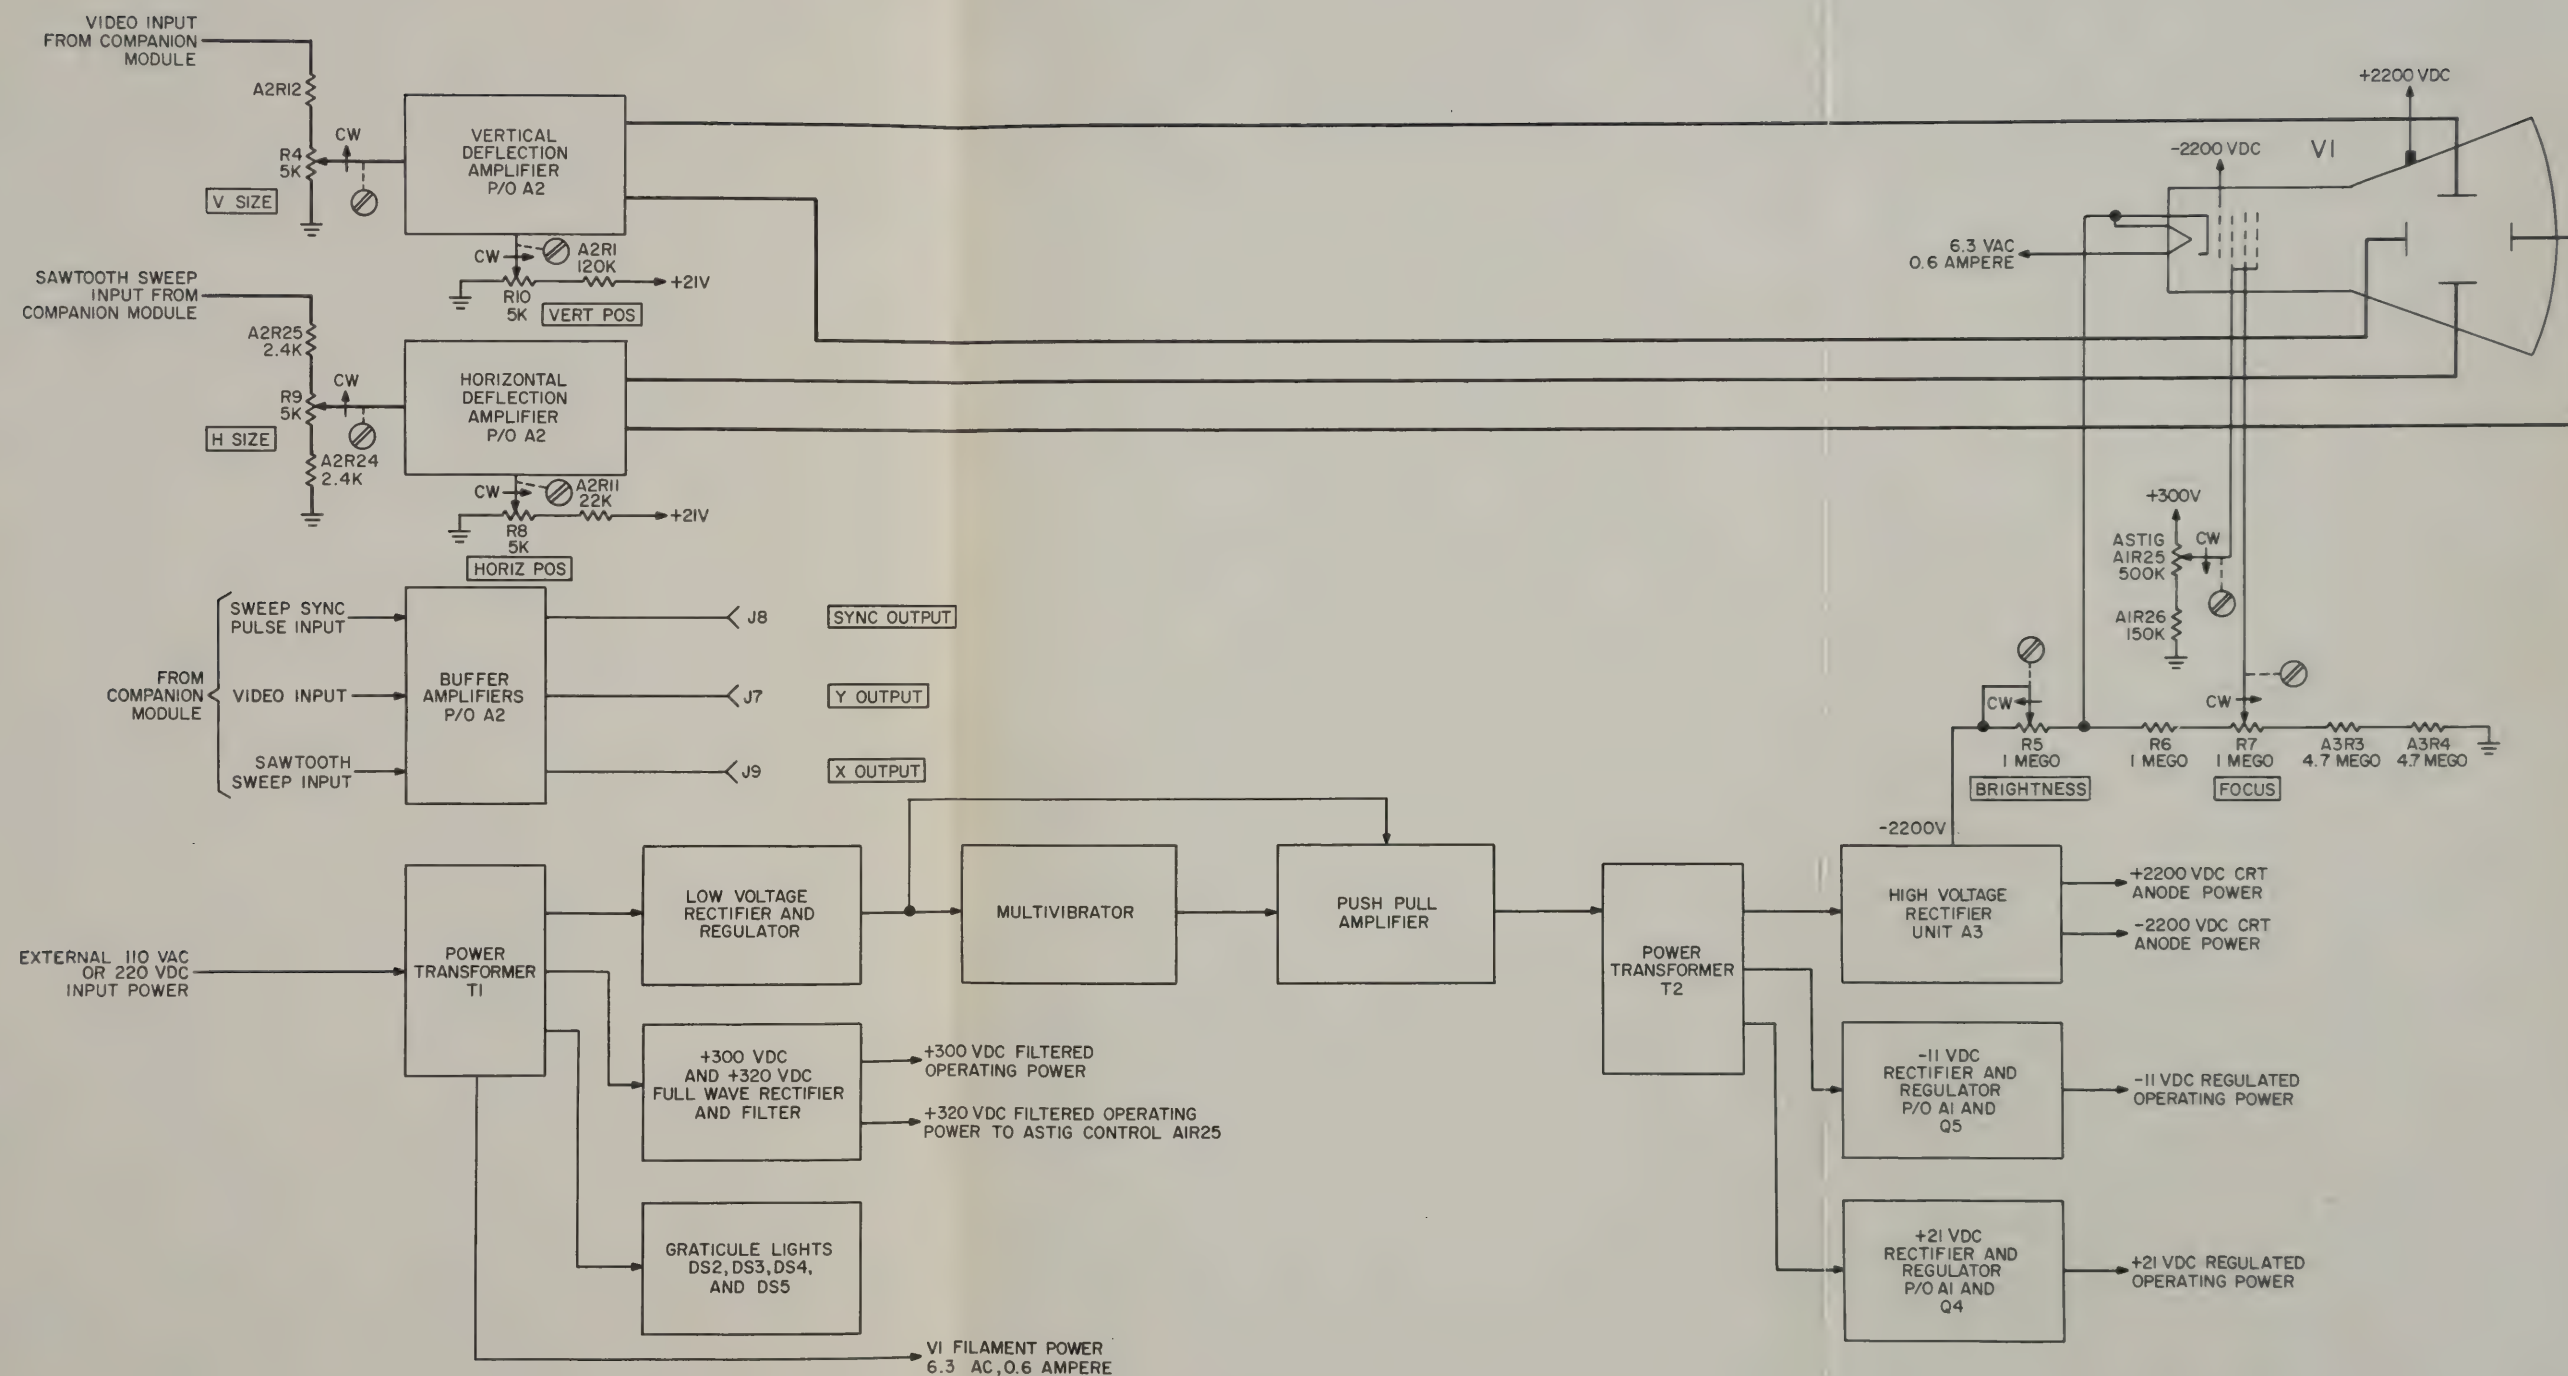 VIDEO INPUT
FROM COMPANION
MODULE
A2R12
CW
R4
5K
V SIZE
VERTICAL
DEFLECTION
AMPLIFIER
P/O A2
CW
A2R1
120K
+21V
R10
5K
VERT POS
SAWTOOTH SWEEP
INPUT FROM
COMPANION MODULE
A2R25
2.4K
CW
R9
5K
H SIZE
A2R24
2.4K
HORIZONTAL
DEFLECTION
AMPLIFIER
P/O A2
CW
A2R11
22K
+21V
R8
5K
HORIZ POS
+2200 VDC
-2200 VDC
V1
6.3 VAC
0.6 AMPERE
+300V
ASTIG
A1R25
500K
CW
A1R26
150K
CW
R5
1 MEGO
BRIGHTNESS
R6
1 MEGO
CW
R7
1 MEGO
FOCUS
A3R3
4.7 MEGO
A3R4
4.7 MEGO
-2200V
FROM
COMPANION
MODULE
SWEEP SYNC
PULSE INPUT
VIDEO INPUT
SAWTOOTH
SWEEP INPUT
BUFFER
AMPLIFIERS
P/O A2
J8
SYNC OUTPUT
J7
Y OUTPUT
J9
X OUTPUT
EXTERNAL 110 VAC
OR 220 VDC
INPUT POWER
POWER
TRANSFORMER
T1
LOW VOLTAGE
RECTIFIER AND
REGULATOR
MULTIVIBRATOR
PUSH PULL
AMPLIFIER
POWER
TRANSFORMER
T2
HIGH VOLTAGE
RECTIFIER
UNIT A3
+2200 VDC CRT
ANODE POWER
-2200 VDC CRT
ANODE POWER
+300 VDC
AND +320 VDC
FULL WAVE RECTIFIER
AND FILTER
+300 VDC FILTERED
OPERATING POWER
+320 VDC FILTERED OPERATING
POWER TO ASTIG CONTROL A1R25
-11 VDC
RECTIFIER AND
REGULATOR
P/O A1 AND
Q5
-11 VDC REGULATED
OPERATING POWER
GRATICULE LIGHTS
DS2, DS3, DS4,
AND DS5
+21 VDC
RECTIFIER AND
REGULATOR
P/O A1 AND
Q4
+21 VDC REGULATED
OPERATING POWER
V1 FILAMENT POWER
6.3 AC, 0.6 AMPERE